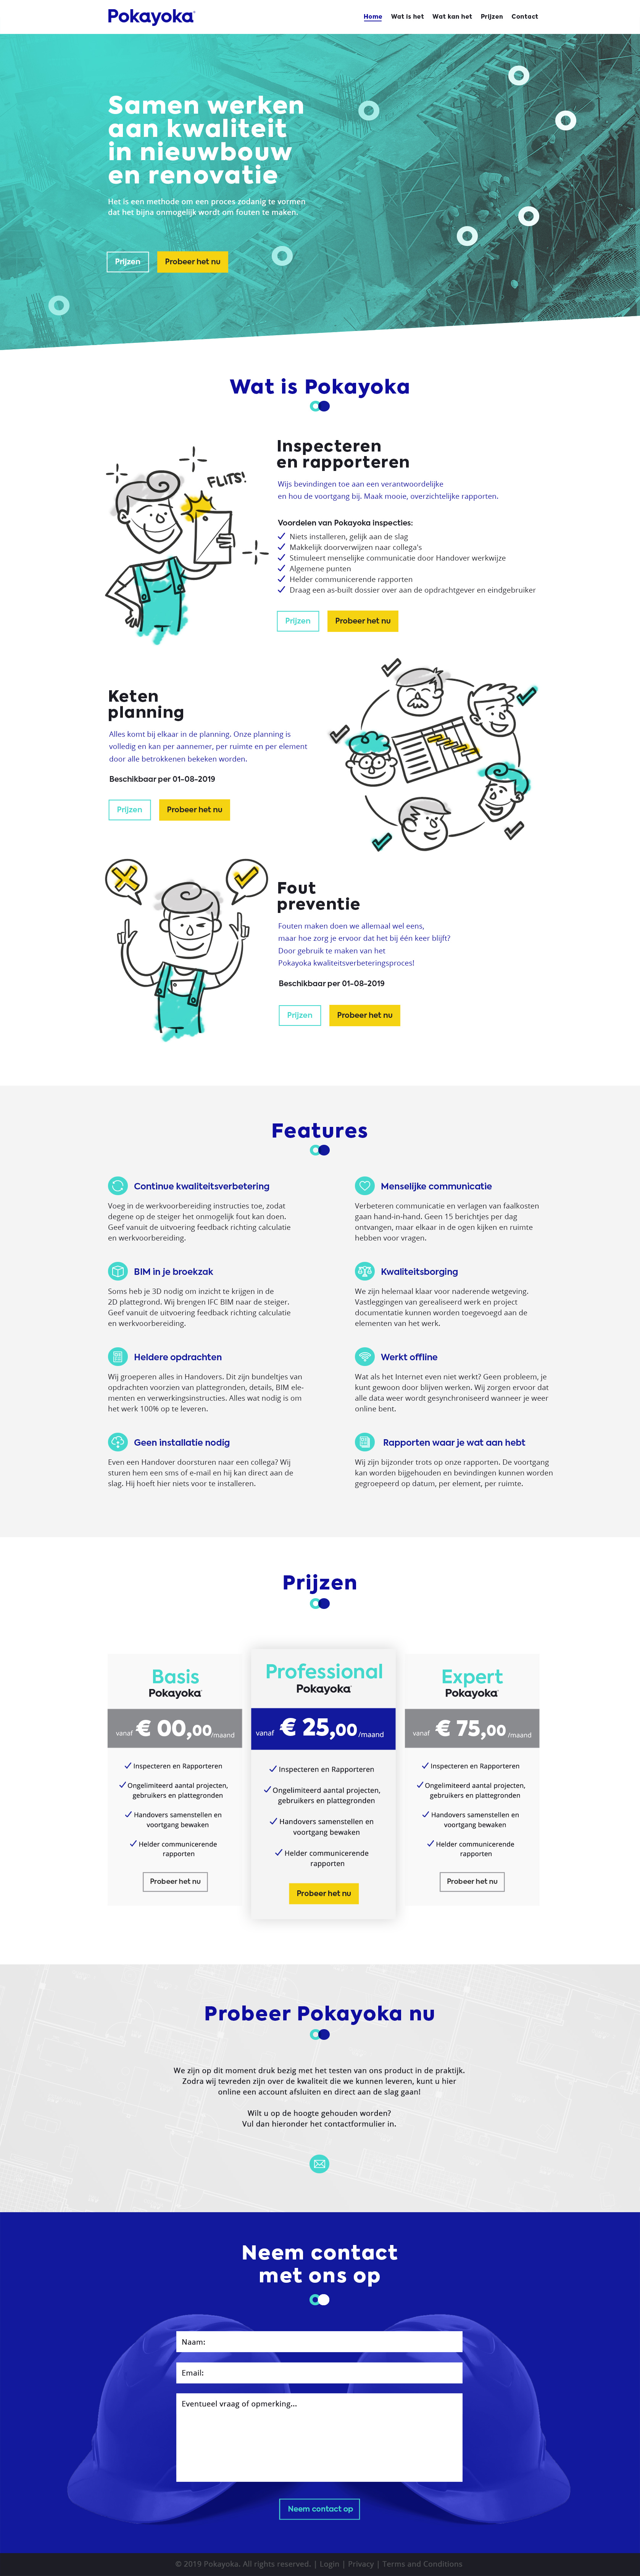 Pokayoka
Home Wat is het Wat kan het Prijzen Contact
Samen werken
aan kwaliteit
in nieuwbouw
en renovatie
Het is een methode om een proces zodanig te vormen
dat het bijna onmogelijk wordt om fouten te maken.
Prijzen Probeer het nu
Wat is Pokayoka
FLITS!
Inspecteren
en rapporteren
Wijs bevindingen toe aan een verantwoordelijke
en hou de voortgang bij. Maak mooie, overzichtelijke rapporten.
Voordelen van Pokayoka inspecties:
Niets installeren, gelijk aan de slag
Makkelijk doorverwijzen naar collega's
Stimuleert menselijke communicatie door Handover werkwijze
Algemene punten
Helder communicerende rapporten
Draag een as-built dossier over aan de opdrachtgever en eindgebruiker
Prijzen Probeer het nu
Keten
planning
Alles komt bij elkaar in de planning. Onze planning is
volledig en kan per aannemer, per ruimte en per element
door alle betrokkenen bekeken worden.
Beschikbaar per 01-08-2019
Prijzen Probeer het nu
Fout
preventie
Fouten maken doen we allemaal wel eens,
maar hoe zorg je ervoor dat het bij één keer blijft?
Door gebruik te maken van het
Pokayoka kwaliteitsverbeteringsproces!
Beschikbaar per 01-08-2019
Prijzen Probeer het nu
Features
Continue kwaliteitsverbetering
Voeg in de werkvoorbereiding instructies toe, zodat
degene op de steiger het onmogelijk fout kan doen.
Geef vanuit de uitvoering feedback richting calculatie
en werkvoorbereiding.
Menselijke communicatie
Verbeteren communicatie en verlagen van faalkosten
gaan hand-in-hand. Geen 15 berichtjes per dag
ontvangen, maar elkaar in de ogen kijken en ruimte
hebben voor vragen.
BIM in je broekzak
Soms heb je 3D nodig om inzicht te krijgen in de
2D plattegrond. Wij brengen IFC BIM naar de steiger.
Geef vanuit de uitvoering feedback richting calculatie
en werkvoorbereiding.
Kwaliteitsborging
We zijn helemaal klaar voor naderende wetgeving.
Vastleggingen van gerealiseerd werk en project
documentatie kunnen worden toegevoegd aan de
elementen van het werk.
Heldere opdrachten
Wij groeperen alles in Handovers. Dit zijn bundeltjes van
opdrachten voorzien van plattegronden, details, BIM ele-
menten en verwerkingsinstructies. Alles wat nodig is om
het werk 100% op te leveren.
Werkt offline
Wat als het Internet even niet werkt? Geen probleem, je
kunt gewoon door blijven werken. Wij zorgen ervoor dat
alle data weer wordt gesynchroniseerd wanneer je weer
online bent.
Geen installatie nodig
Even een Handover doorsturen naar een collega? Wij
sturen hem een sms of e-mail en hij kan direct aan de
slag. Hij hoeft hier niets voor te installeren.
Rapporten waar je wat aan hebt
Wij zijn bijzonder trots op onze rapporten. De voortgang
kan worden bijgehouden en bevindingen kunnen worden
gegroepeerd op datum, per element, per ruimte.
Prijzen
Basis
Pokayoka
vanaf € 00,00 /maand
Inspecteren en Rapporteren
Ongelimiteerd aantal projecten,
gebruikers en plattegronden
Handovers samenstellen en
voortgang bewaken
Helder communicerende
rapporten
Probeer het nu
Professional
Pokayoka
vanaf € 25,00 /maand
Inspecteren en Rapporteren
Ongelimiteerd aantal projecten,
gebruikers en plattegronden
Handovers samenstellen en
voortgang bewaken
Helder communicerende
rapporten
Probeer het nu
Expert
Pokayoka
vanaf € 75,00 /maand
Inspecteren en Rapporteren
Ongelimiteerd aantal projecten,
gebruikers en plattegronden
Handovers samenstellen en
voortgang bewaken
Helder communicerende
rapporten
Probeer het nu
Probeer Pokayoka nu
We zijn op dit moment druk bezig met het testen van ons product in de praktijk.
Zodra wij tevreden zijn over de kwaliteit die we kunnen leveren, kunt u hier
online een account afsluiten en direct aan de slag gaan!
Wilt u op de hoogte gehouden worden?
Vul dan hieronder het contactformulier in.
Neem contact
met ons op
Naam:
Email:
Eventueel vraag of opmerking...
Neem contact op
© 2019 Pokayoka. All rights reserved. | Login | Privacy | Terms and Conditions